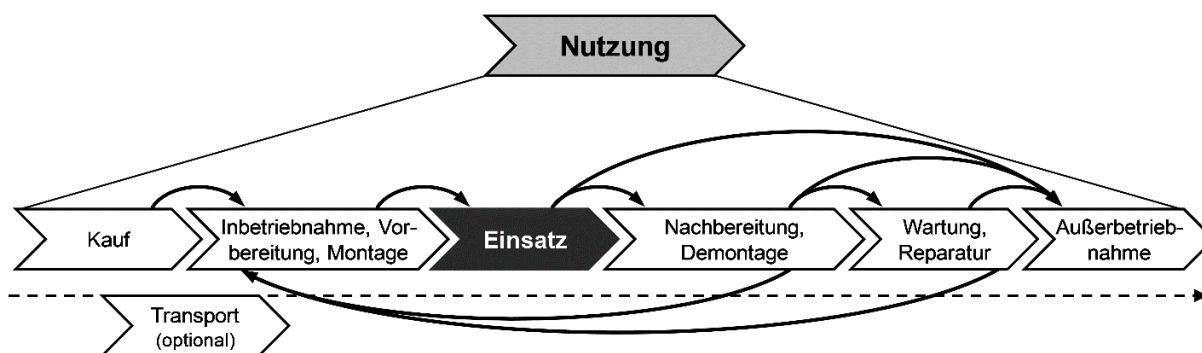 Nutzung
Kauf
Inbetriebnahme, Vor-
bereitung, Montage
Einsatz
Nachbereitung,
Demontage
Wartung,
Reparatur
Außerbetrieb-
nahme
Transport
(optional)